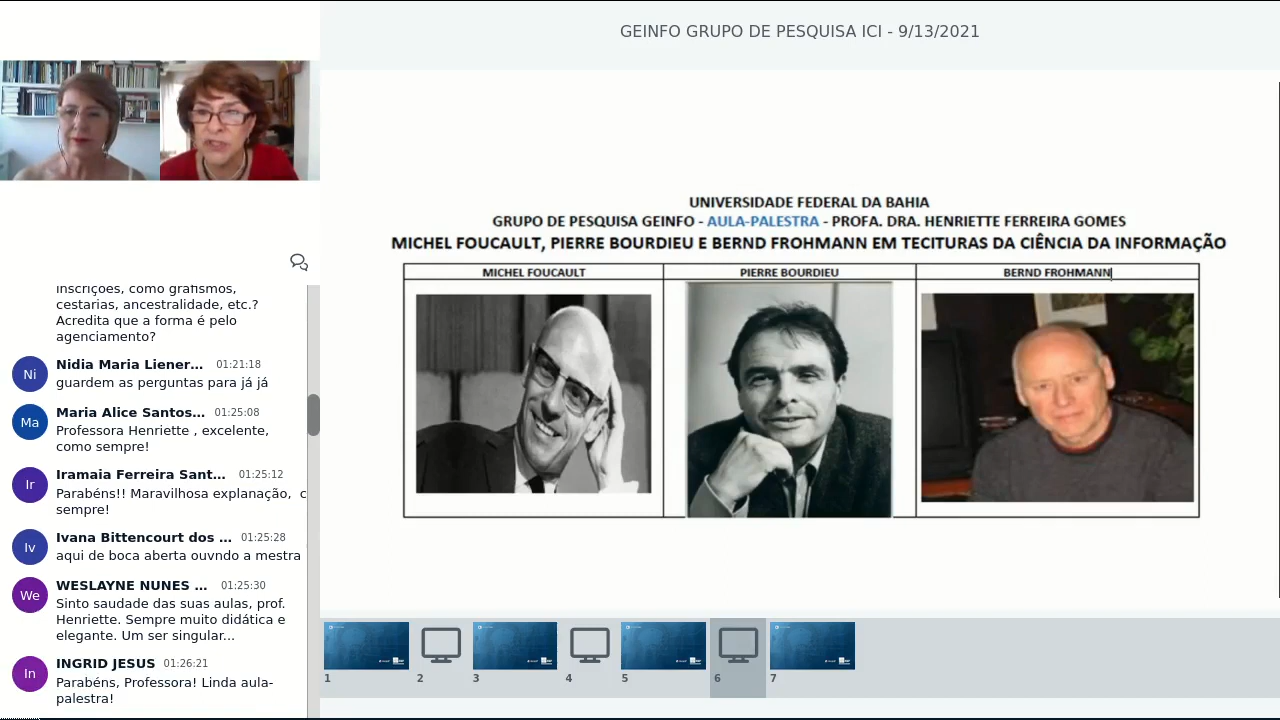 GEINFO GRUPO DE PESQUISA ICI - 9/13/2021
UNIVERSIDADE FEDERAL DA BAHIA
GRUPO DE PESQUISA GEINFO - AULA-PALESTRA - PROFA. DRA. HENRIETTE FERREIRA GOMES
MICHEL FOUCAULT, PIERRE BOURDIEU E BERND FROHMANN EM TECITURAS DA CIÊNCIA DA INFORMAÇÃO
MICHEL FOUCAULT
PIERRE BOURDIEU
BERND FROHMANN
inscrições, como grafismos,
cestarias, ancestralidade, etc.?
Acredita que a forma é pelo
agenciamento?
Ni
Nidia Maria Liener... 01:21:18
guardem as perguntas para já já
Ma
Maria Alice Santos... 01:25:08
Professora Henriette , excelente,
como sempre!
Ir
Iramaia Ferreira Sant... 01:25:12
Parabéns!! Maravilhosa explanação, c
sempre!
Iv
Ivana Bittencourt dos ... 01:25:28
aqui de boca aberta ouvndo a mestra
We
WESLAYNE NUNES ... 01:25:30
Sinto saudade das suas aulas, prof.
Henriette. Sempre muito didática e
elegante. Um ser singular...
In
INGRID JESUS 01:26:21
Parabéns, Professora! Linda aula-
palestra!
1 2 3 4 5 6 7